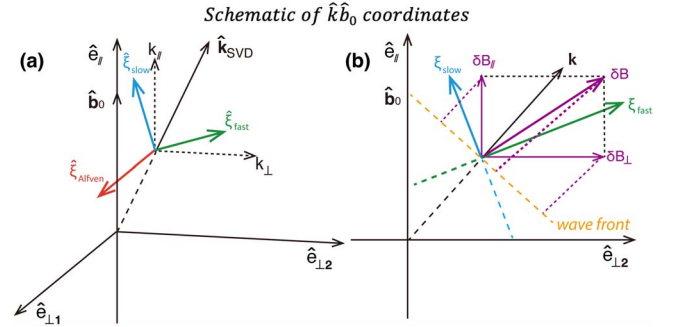 Schematic of k̂b̂₀ coordinates
(a)
ê⫽
k⫽
k̂SVD
ξ̂slow
b̂₀
ξ̂fast
k⊥
ξ̂Alfven
ê⊥2
ê⊥1
(b)
ê⫽
ξslow
δB⫽
k
δB
b̂₀
ξfast
δB⊥
wave front
ê⊥2